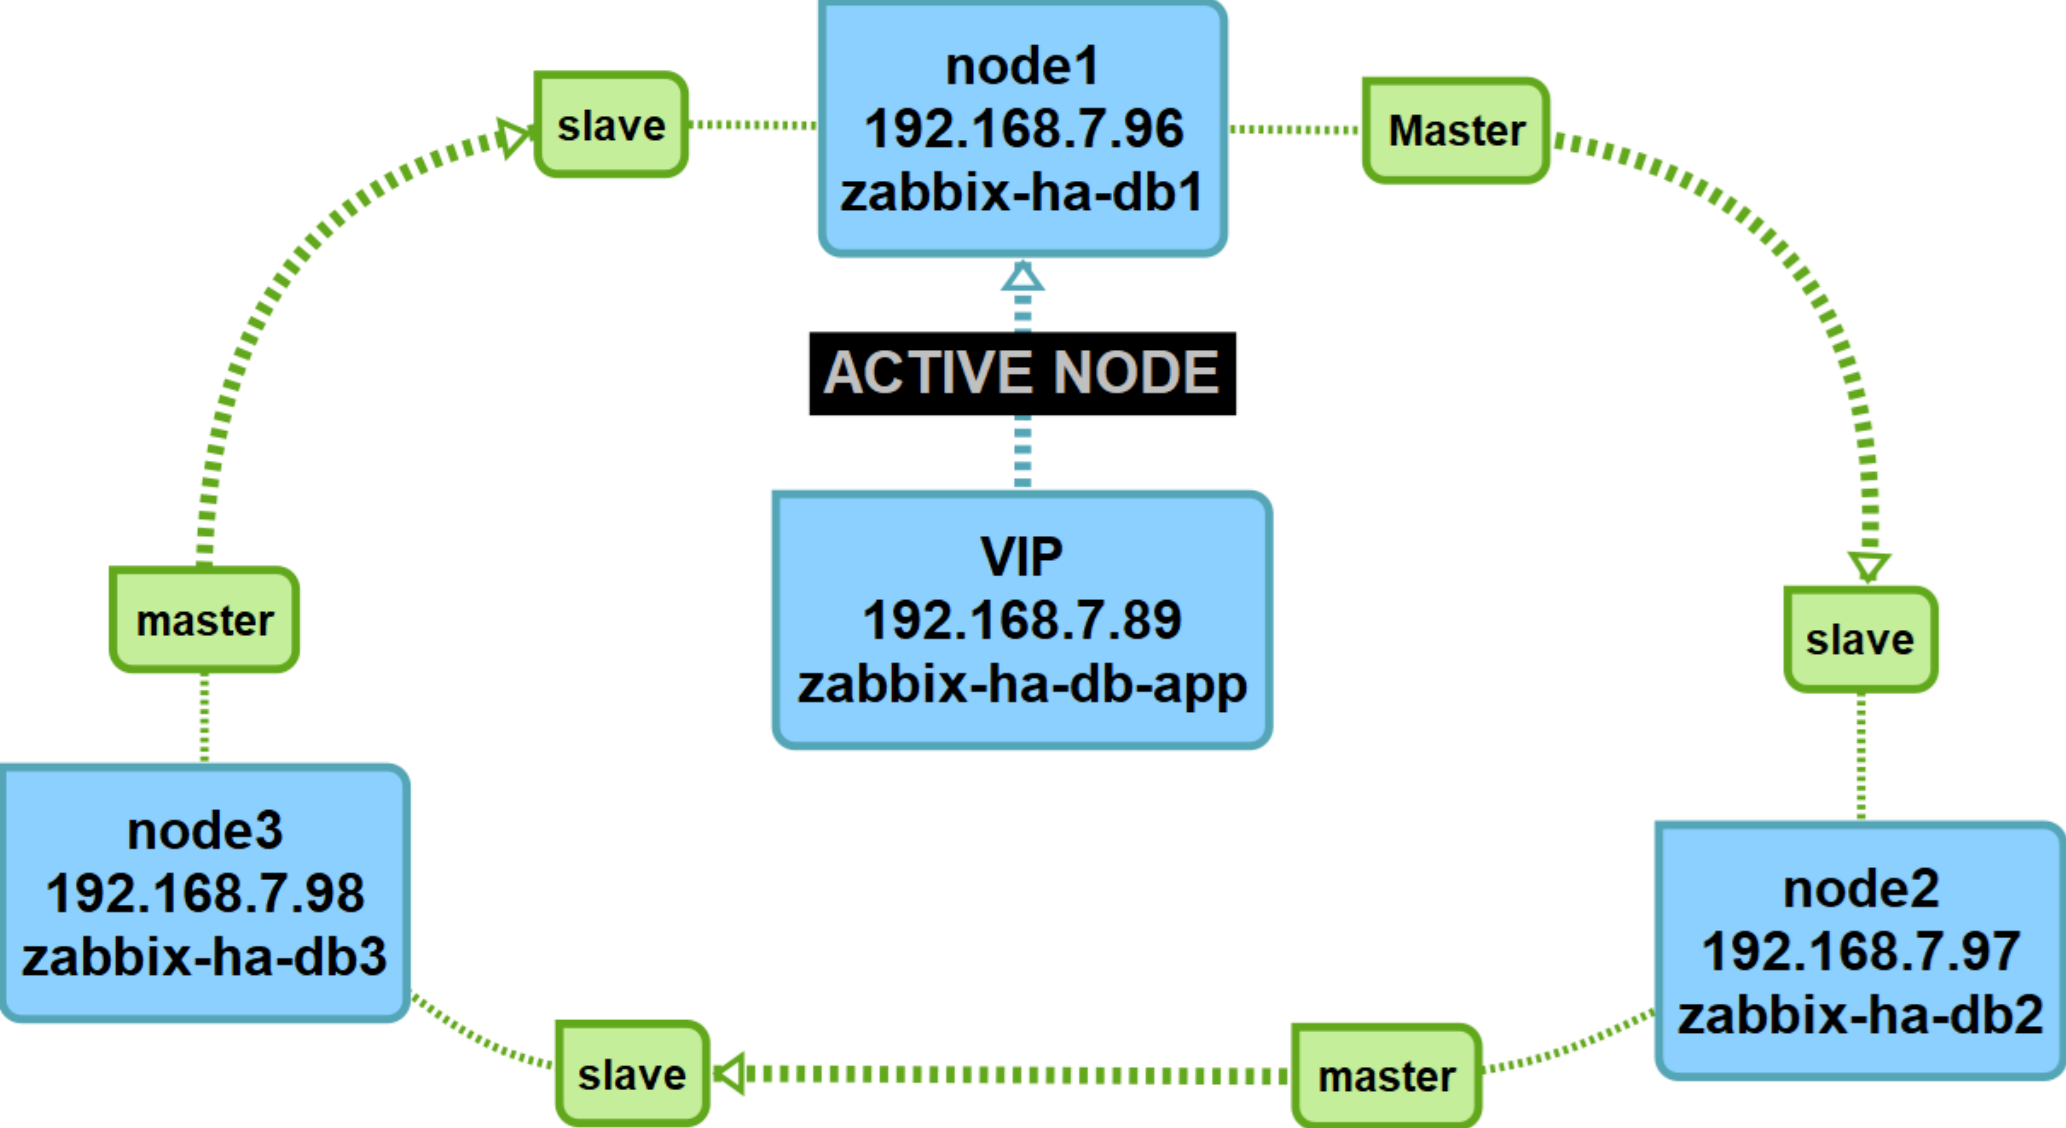 node1
192.168.7.96
zabbix-ha-db1
slave
Master
ACTIVE NODE
VIP
192.168.7.89
zabbix-ha-db-app
master
slave
node3
192.168.7.98
zabbix-ha-db3
node2
192.168.7.97
zabbix-ha-db2
slave
master